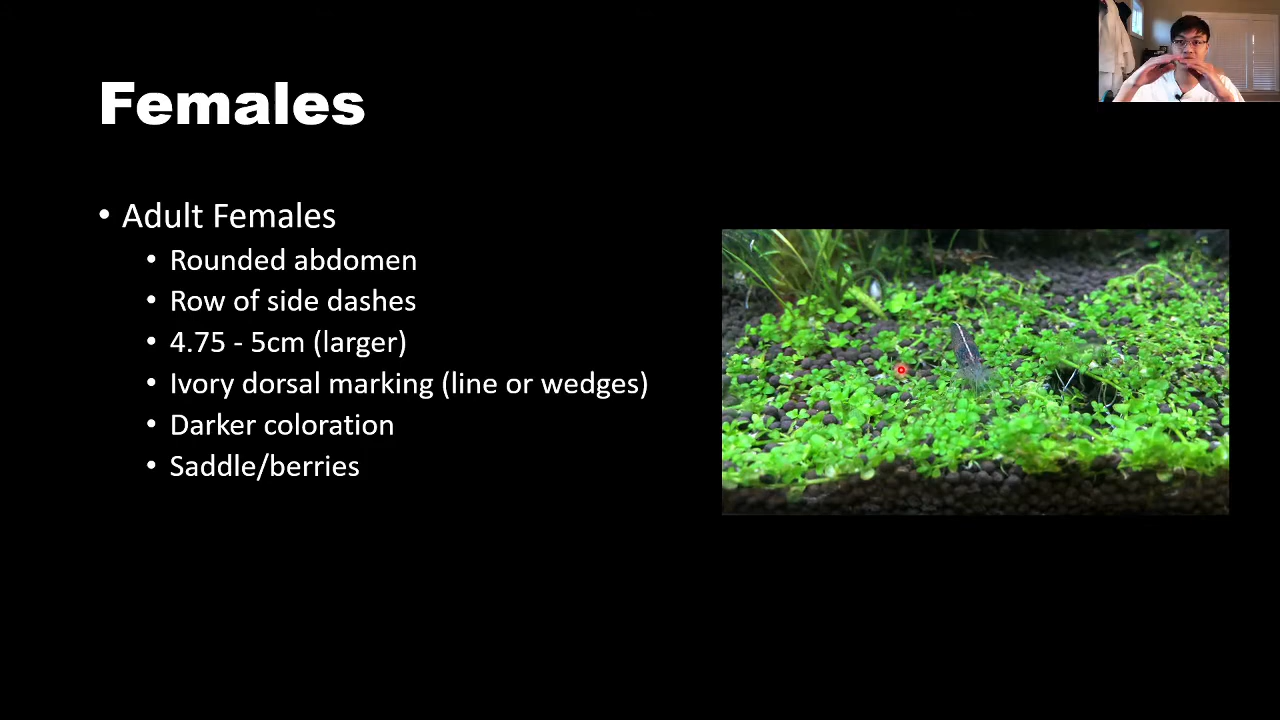 Females
• Adult Females
• Rounded abdomen
• Row of side dashes
• 4.75 - 5cm (larger)
• Ivory dorsal marking (line or wedges)
• Darker coloration
• Saddle/berries